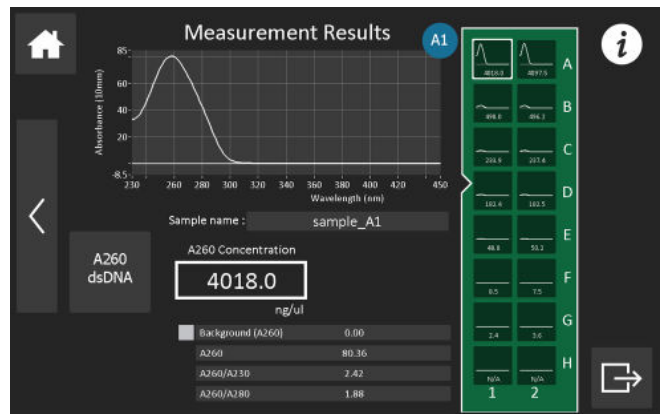 Measurement Results
A1
i
85
60
40
20
-8.5
Absorbance (10mm)
230 260 280 300 320 340 360 380 400 420 450
Wavelength (nm)
Sample name : sample_A1
A260
dsDNA
A260 Concentration
4018.0
ng/ul
Background (A260) 0.00
A260 80.36
A260/A230 2.42
A260/A280 1.88
4018.0 4097.5 A
498.0 496.3 B
233.9 237.6 C
102.4 102.5 D
48.8 50.2 E
8.5 7.5 F
2.4 3.6 G
N/A N/A H
1 2